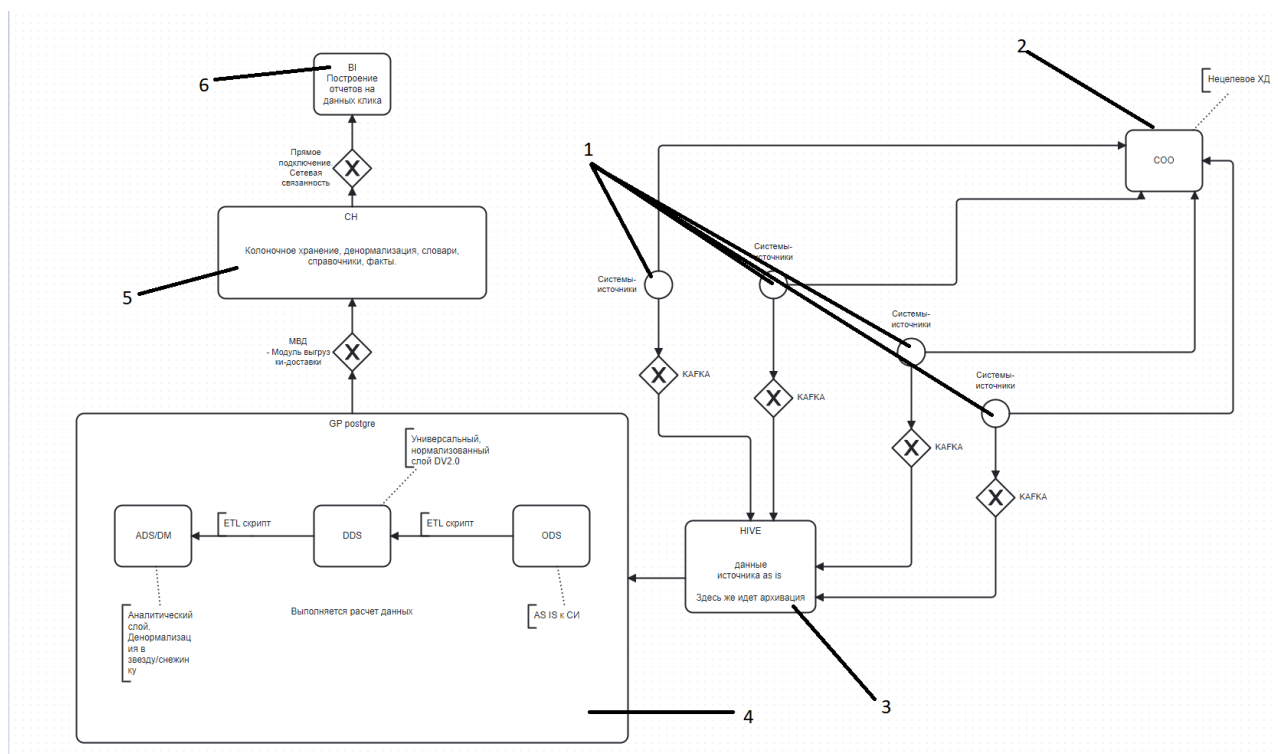 6
BI
Построение
отчетов на
данных клика
Прямое
подключение.
Сетевая
связанность
X
CH
Колоночное хранение, денормализация, словари,
справочники, факты.
5
МВД
- Модуль выгруз
ки-доставки
X
1
2
Нецелевое ХД
COO
Системы-
источники
Системы-
источники
Системы-
источники
Системы-
источники
X
KAFKA
X
KAFKA
X
KAFKA
X
KAFKA
GP postgre
Универсальный,
нормализованный
слой DV2.0
ADS/DM
ETL скрипт
DDS
ETL скрипт
ODS
Аналитический
слой.
Денормализац
ия в
звезду/снежин
ку
Выполняется расчет данных
AS IS к СИ
4
HIVE
данные
источника as is
Здесь же идет архивация
3